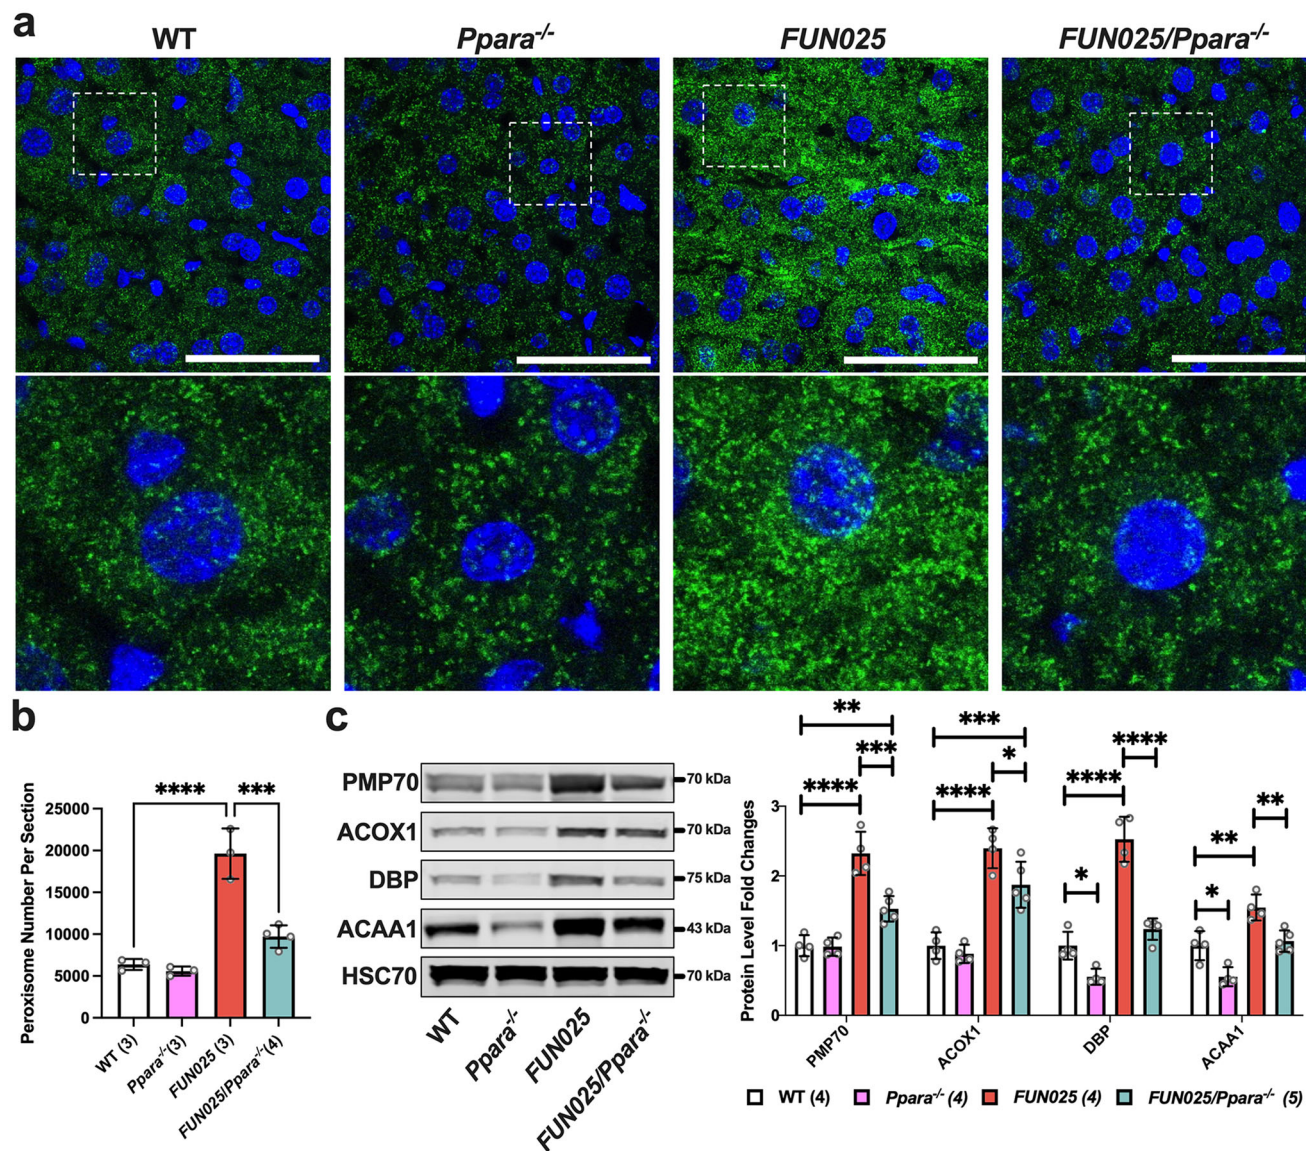 a
WT
Ppara-/-
FUN025
FUN025/Ppara-/-
b
Peroxisome Number Per Section
25000
20000
15000
10000
5000
0
****
***
WT (3)
Ppara-/-(3)
FUN025 (3)
FUN025/Ppara-/-(4)
c
PMP70
70 kDa
ACOX1
70 kDa
DBP
75 kDa
ACAA1
43 kDa
HSC70
70 kDa
WT
Ppara-/-
FUN025
FUN025/Ppara-/-
Protein Level Fold Changes
3
2
1
0
**
***
****
***
*
****
****
****
*
**
**
*
PMP70
ACOX1
DBP
ACAA1
WT (4)
Ppara-/- (4)
FUN025 (4)
FUN025/Ppara-/- (5)